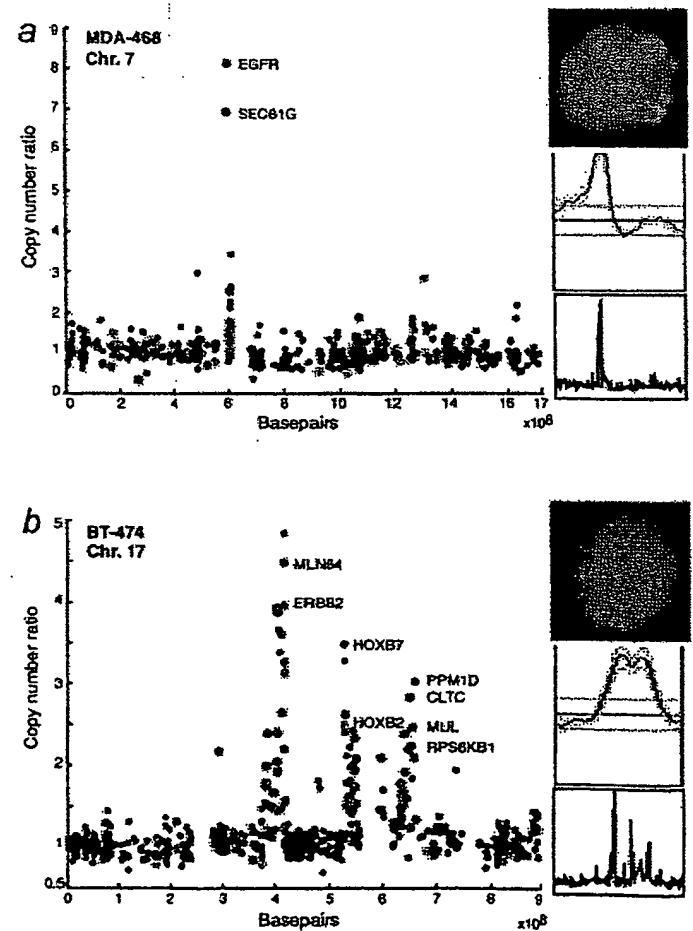 a
MDA-468
Chr. 7
Copy number ratio
9
8
7
6
5
4
3
2
1
0
EGFR
SEC61G
0 2 4 6 8 10 12 14 16 17
Basepairs
x10⁸
b
BT-474
Chr. 17
Copy number ratio
5
4
3
2
1
0.5
MLN64
ERBB2
HOXB7
PPM1D
CLTC
HOXB2
MUL
RPS6KB1
0 1 2 3 4 5 6 7 8 9
Basepairs
x10⁸